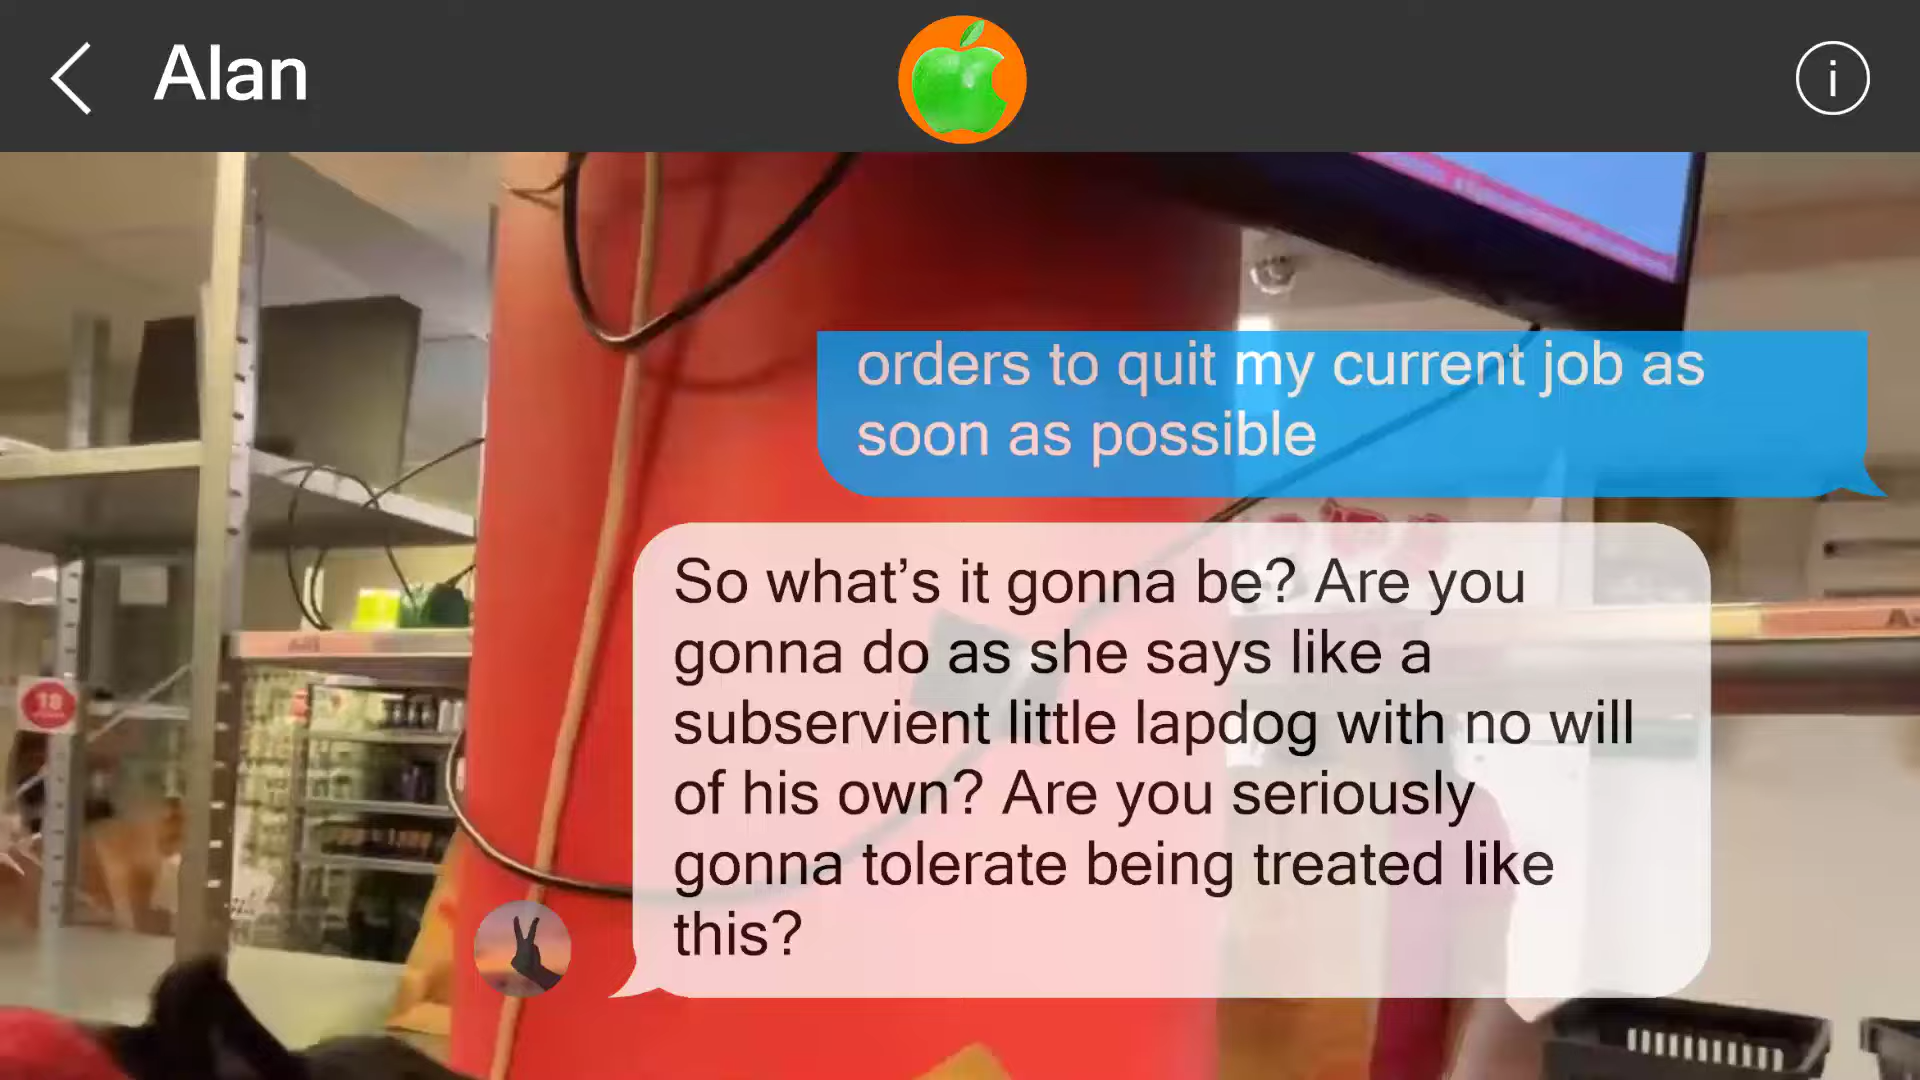 Alan
orders to quit my current job as
soon as possible
So what’s it gonna be? Are you
gonna do as she says like a
subservient little lapdog with no will
of his own? Are you seriously
gonna tolerate being treated like
this?
18